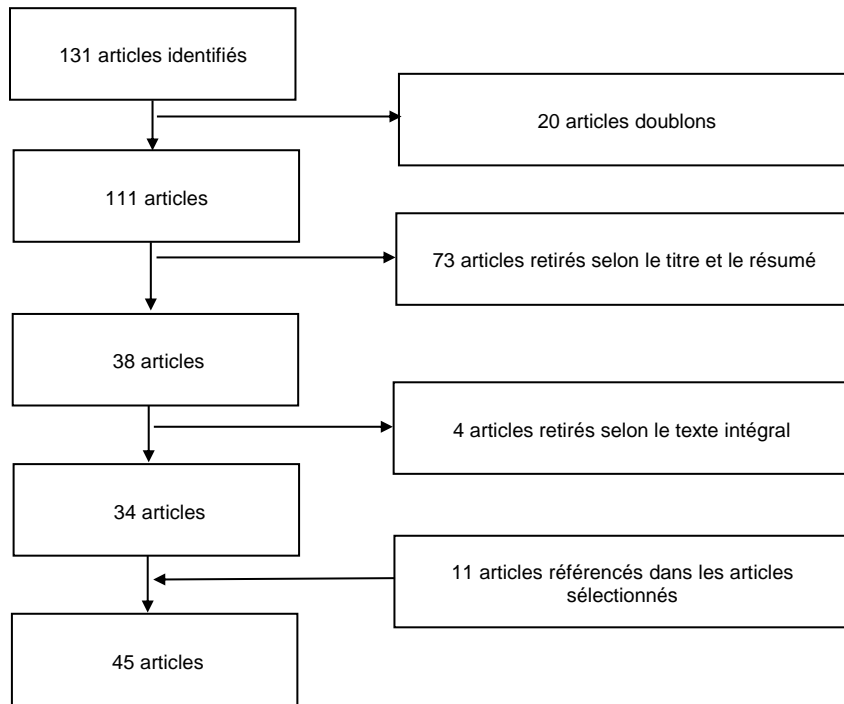 131 articles identifiés
20 articles doublons
111 articles
73 articles retirés selon le titre et le résumé
38 articles
4 articles retirés selon le texte intégral
34 articles
11 articles référencés dans les articles
sélectionnés
45 articles